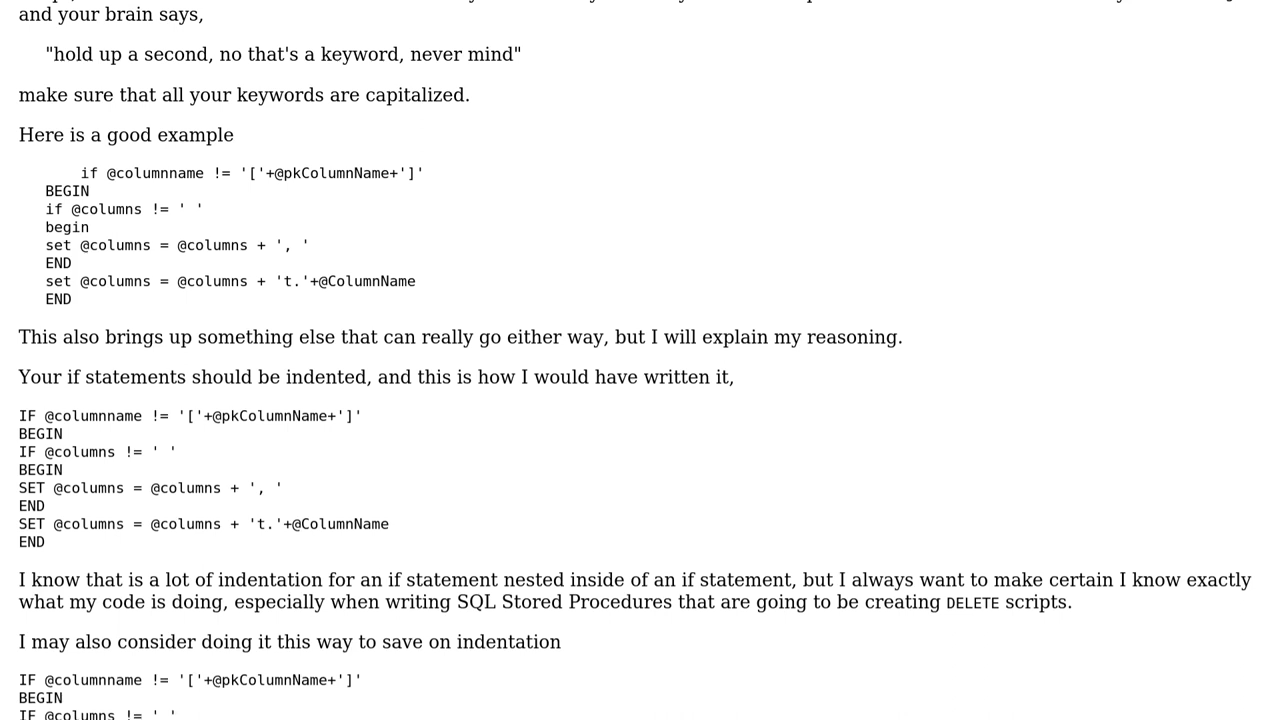 and your brain says,
"hold up a second, no that's a keyword, never mind"
make sure that all your keywords are capitalized.
Here is a good example
if @columnname != '['+@pkColumnName+']'
BEGIN
if @columns != ' '
begin
set @columns = @columns + ', '
END
set @columns = @columns + 't.'+@ColumnName
END
This also brings up something else that can really go either way, but I will explain my reasoning.
Your if statements should be indented, and this is how I would have written it,
IF @columnname != '['+@pkColumnName+']'
BEGIN
IF @columns != ' '
BEGIN
SET @columns = @columns + ', '
END
SET @columns = @columns + 't.'+@ColumnName
END
I know that is a lot of indentation for an if statement nested inside of an if statement, but I always want to make certain I know exactly
what my code is doing, especially when writing SQL Stored Procedures that are going to be creating DELETE scripts.
I may also consider doing it this way to save on indentation
IF @columnname != '['+@pkColumnName+']'
BEGIN
IF @columns != ' '